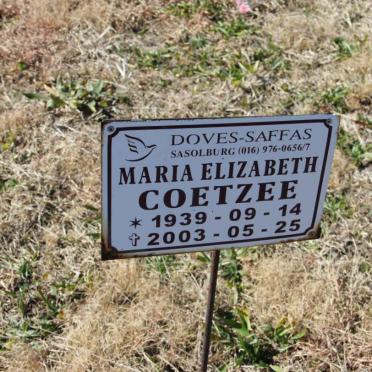 DOVES-SAFFAS
SASOLBURG (016) 976-0656/7
MARIA ELIZABETH
COETZEE
* 1939 - 09 - 14
✝ 2003 - 05 - 25